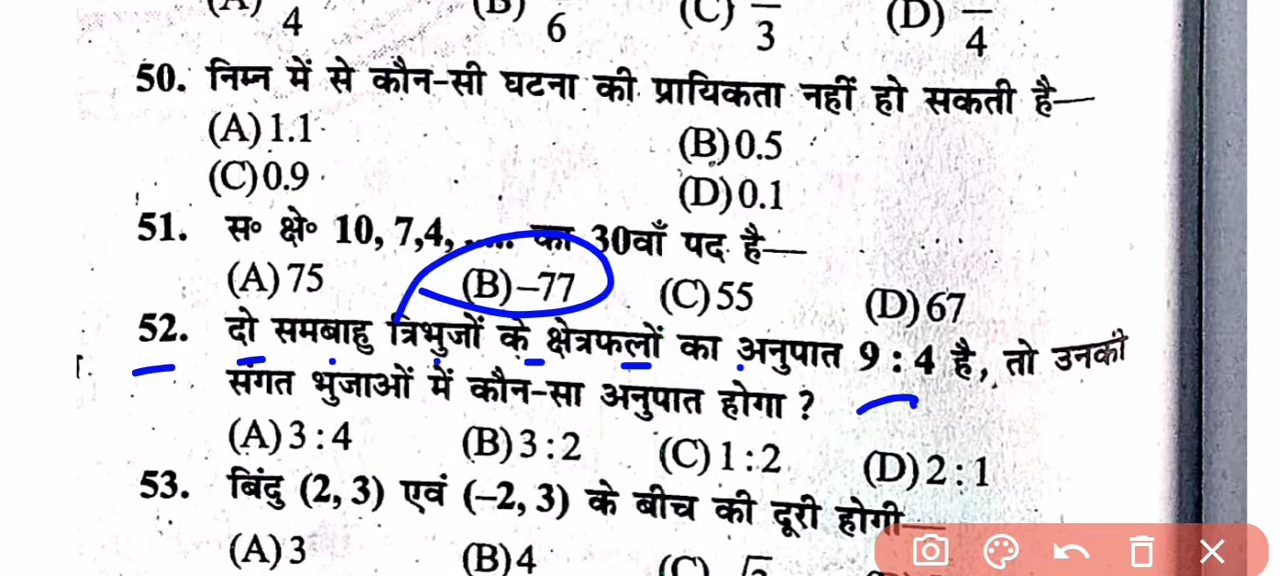 4 (B) 6 (C) 3 (D) 4
50. निम्न में से कौन-सी घटना की प्रायिकता नहीं हो सकती है—
(A) 1.1 (B) 0.5
(C) 0.9 (D) 0.1
51. स० क्षे० 10, 7,4, ..... का 30वाँ पद है—
(A) 75 (B) –77 (C) 55 (D) 67
52. दो समबाहु त्रिभुजों के क्षेत्रफलों का अनुपात 9 : 4 है, तो उनकी
संगत भुजाओं में कौन-सा अनुपात होगा ?
(A) 3 : 4 (B) 3 : 2 (C) 1 : 2 (D) 2 : 1
53. बिंदु (2, 3) एवं (–2, 3) के बीच की दूरी होगी—
(A) 3 (B) 4 (C)